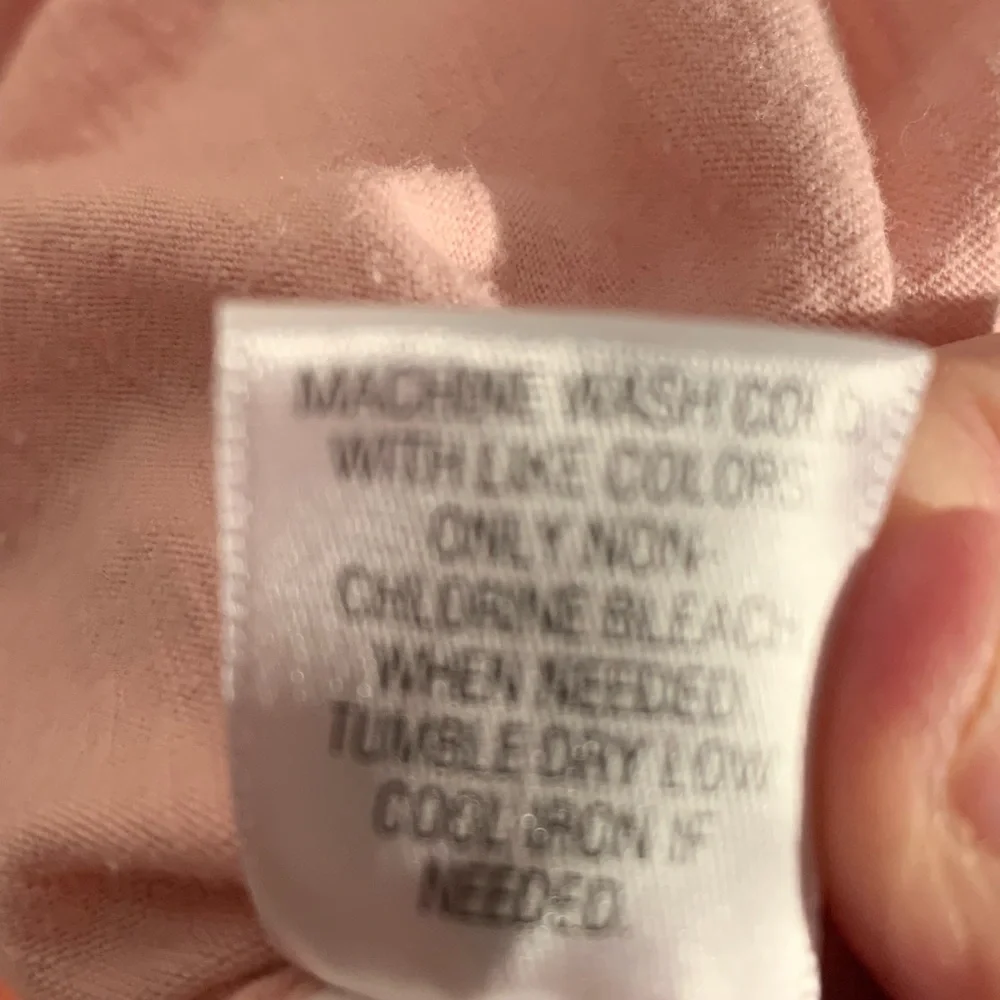 MACHINE WASH COLD
WITH LIKE COLORS
ONLY NON-
CHLORINE BLEACH
WHEN NEEDED
TUMBLE DRY LOW
COOL IRON IF
NEEDED.